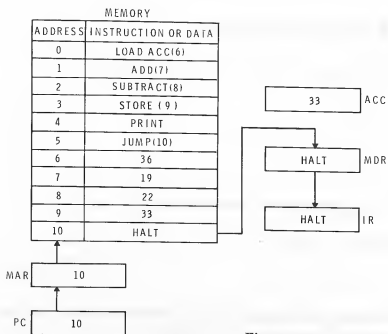 MEMORY
ADDRESS INSTRUCTION OR DATA
0 LOAD ACC(6)
1 ADD(7)
2 SUBTRACT(8)
3 STORE (9)
4 PRINT
5 JUMP(10)
6 36
7 19
8 22
9 33
10 HALT
33 ACC
HALT MDR
HALT IR
MAR 10
PC 10